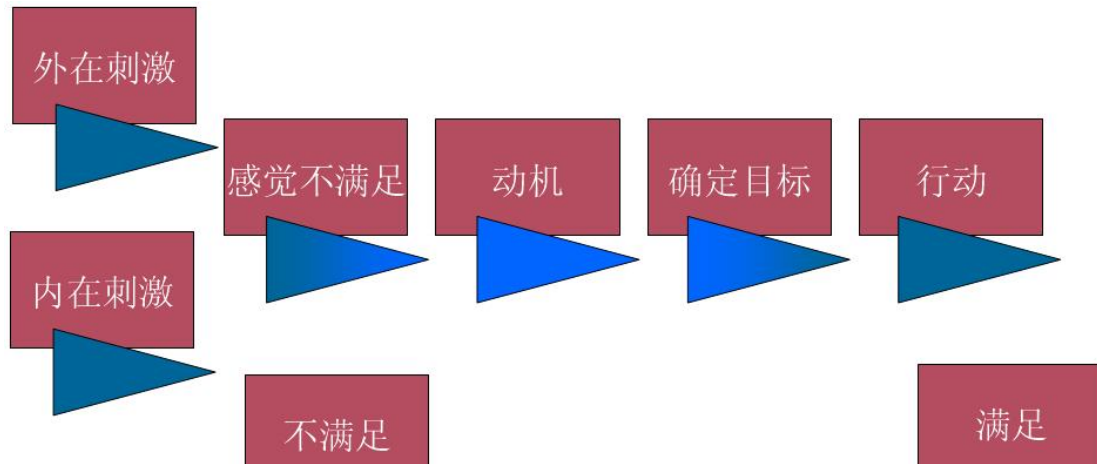 外在刺激
感觉不满足
动机
确定目标
行动
内在刺激
不满足
满足